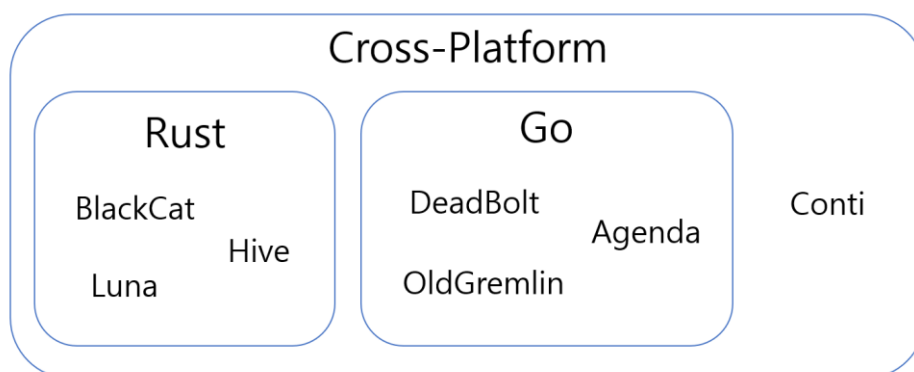 Cross-Platform
Rust
BlackCat
Hive
Luna
Go
DeadBolt
Agenda
OldGremlin
Conti